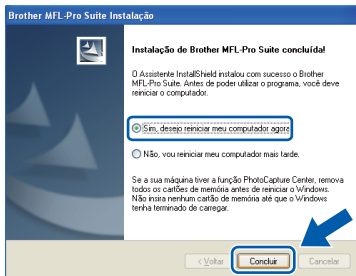 Brother MFL-Pro Suite Instalação
Instalação de Brother MFL-Pro Suite concluída!
O Assistente InstallShield instalou com sucesso o Brother
MFL-Pro Suite. Antes de poder utilizar o programa, você deve
reiniciar o computador.
Sim, desejo reiniciar meu computador agora
Não, vou reiniciar meu computador mais tarde.
Se a sua máquina tiver a função PhotoCapture Center, remova
todos os cartões de memória antes de reiniciar o Windows.
Não insira nenhum cartão de memória até que o Windows
tenha terminado de carregar.
< Voltar Concluir Cancelar